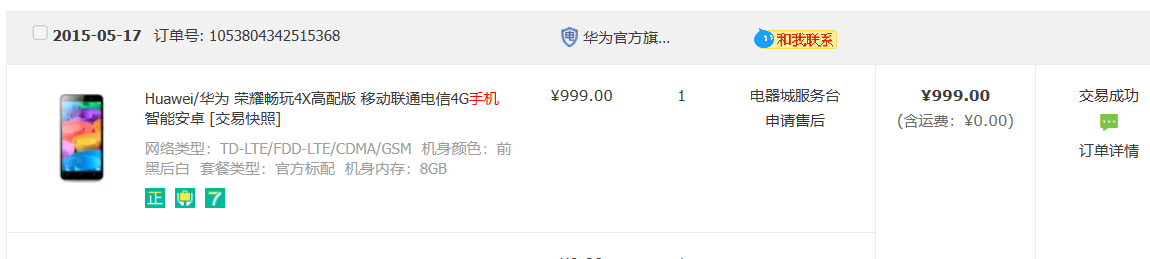 2015-05-17 订单号: 1053804342515368 电 华为官方旗... 和我联系
Huawei/华为 荣耀畅玩4X高配版 移动联通电信4G手机 ¥999.00 1 电器城服务台 ¥999.00 交易成功
智能安卓 [交易快照] 申请售后 (含运费：¥0.00)
网络类型：TD-LTE/FDD-LTE/CDMA/GSM 机身颜色：前 订单详情
黑后白 套餐类型：官方标配 机身内存：8GB
正 7